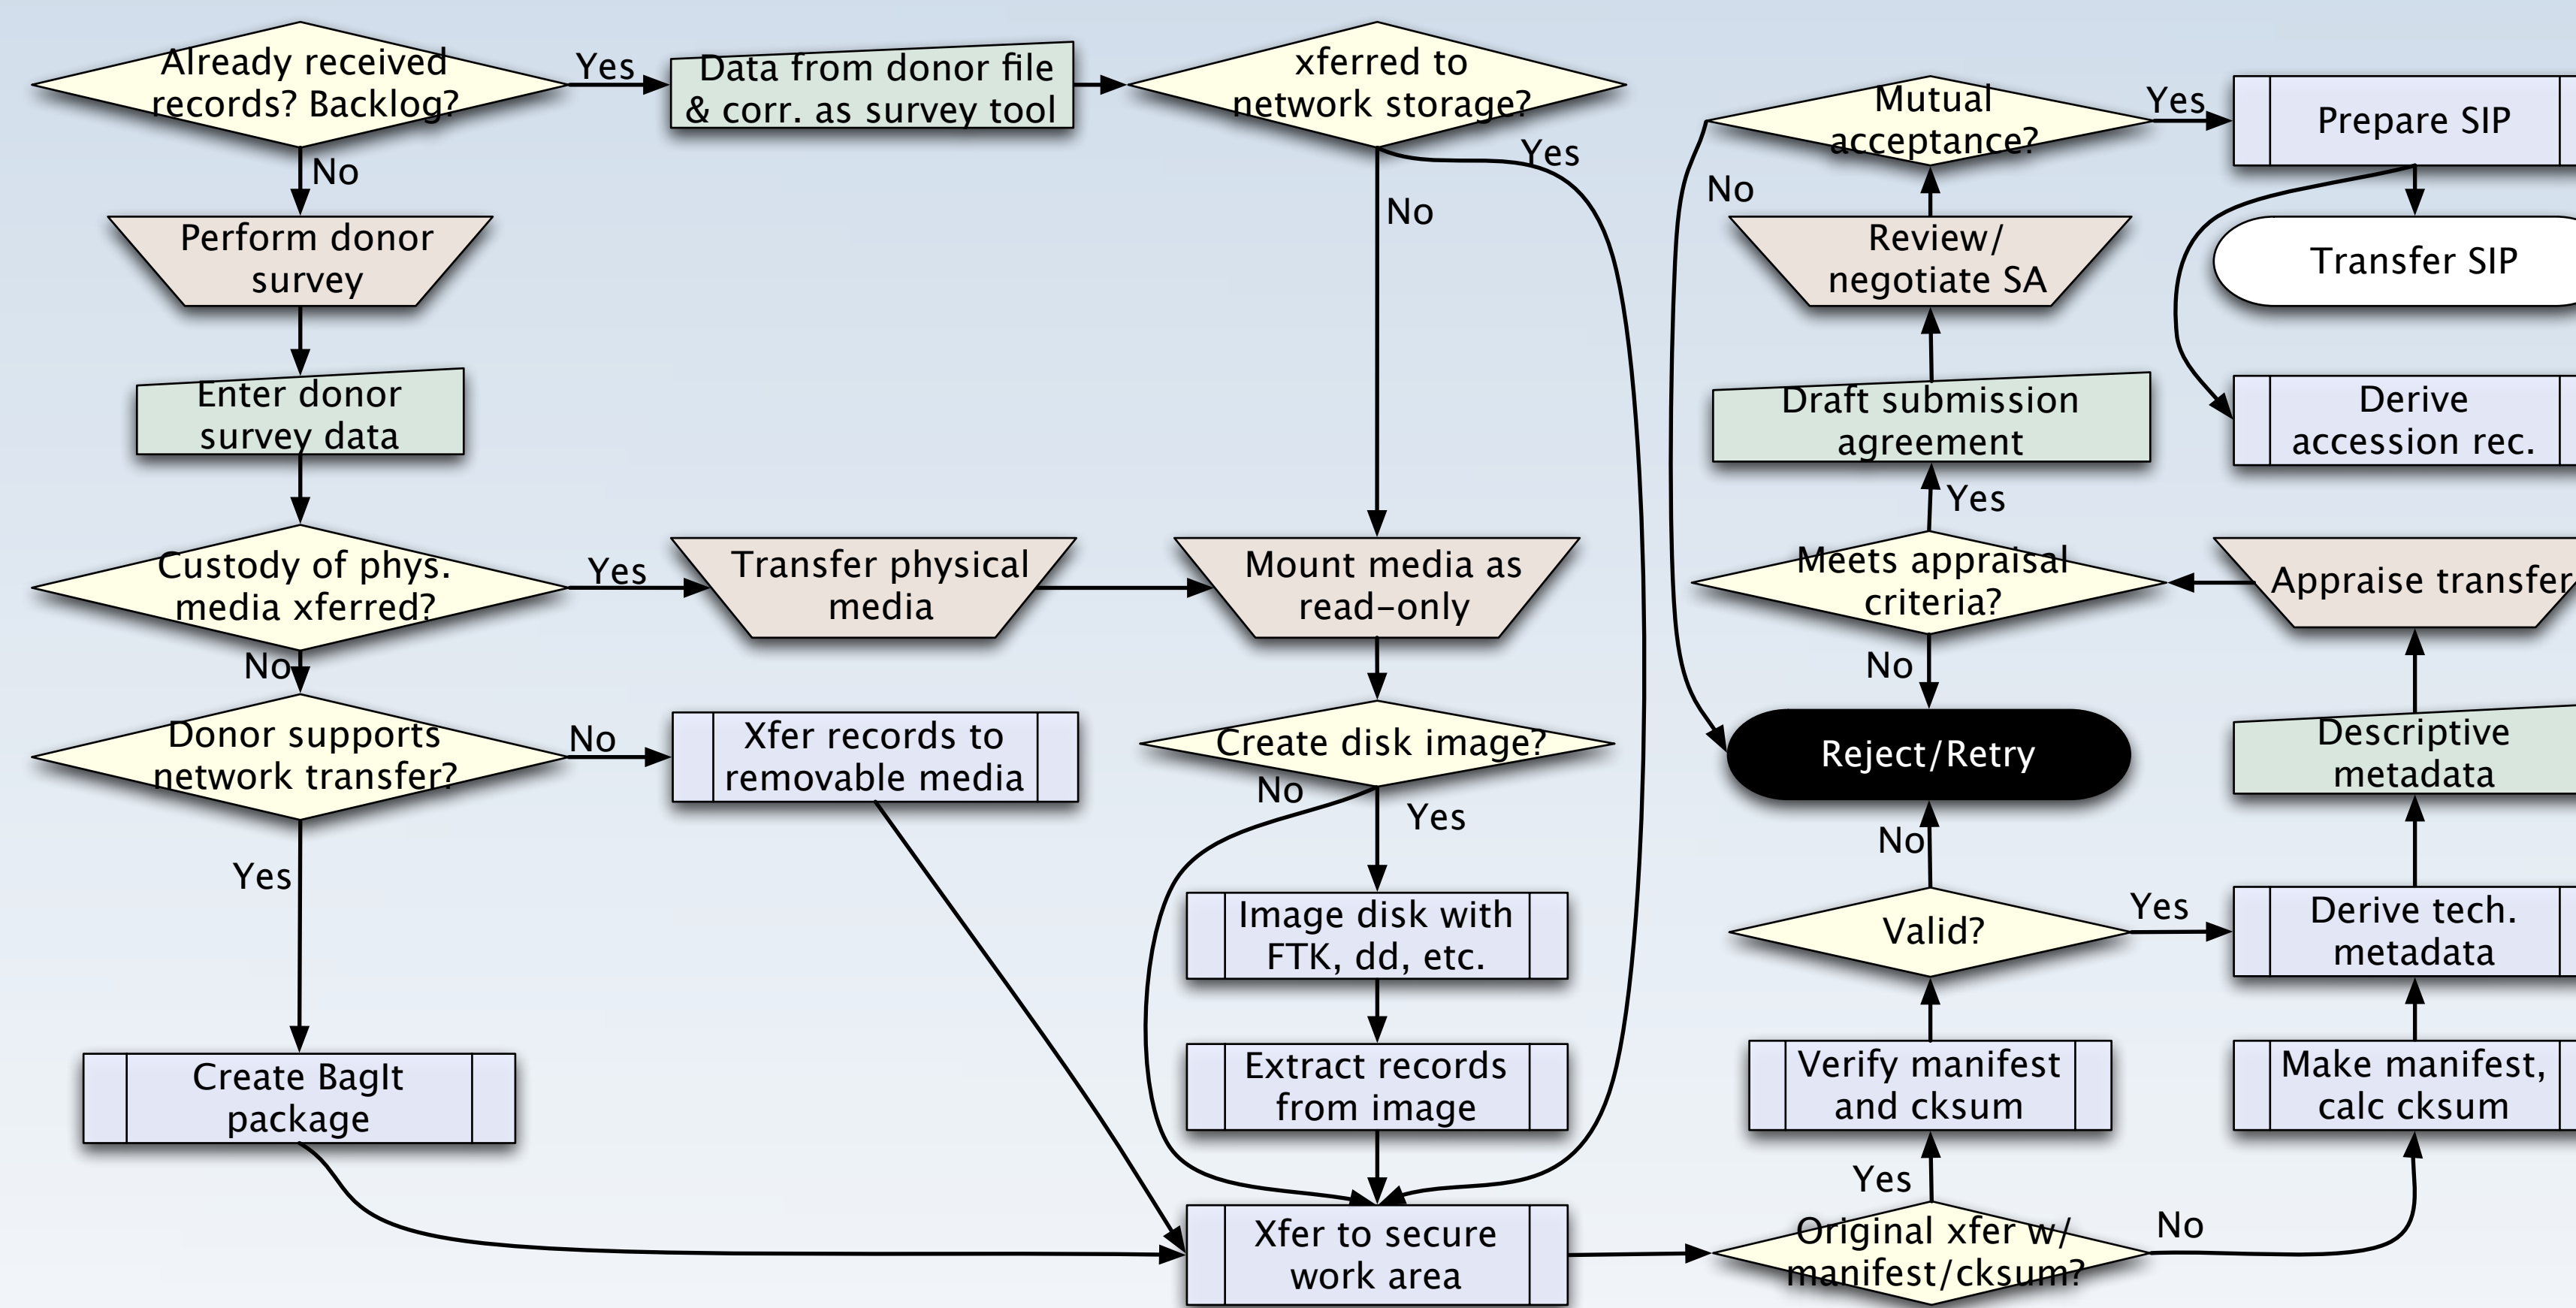 Already received
records? Backlog?
Yes
Data from donor file
& corr. as survey tool
xferred to
network storage?
Yes
No
No
Perform donor
survey
Enter donor
survey data
Custody of phys.
media xferred?
Yes
Transfer physical
media
Mount media as
read-only
No
Donor supports
network transfer?
No
Xfer records to
removable media
Create disk image?
No
Yes
Yes
Image disk with
FTK, dd, etc.
Extract records
from image
Create BagIt
package
Xfer to secure
work area
Original xfer w/
manifest/cksum?
Yes
No
Verify manifest
and cksum
Make manifest,
calc cksum
Valid?
Yes
No
Derive tech.
metadata
Descriptive
metadata
Reject/Retry
Appraise transfer
Meets appraisal
criteria?
No
Yes
Draft submission
agreement
Review/
negotiate SA
Mutual
acceptance?
No
Yes
Prepare SIP
Transfer SIP
Derive
accession rec.